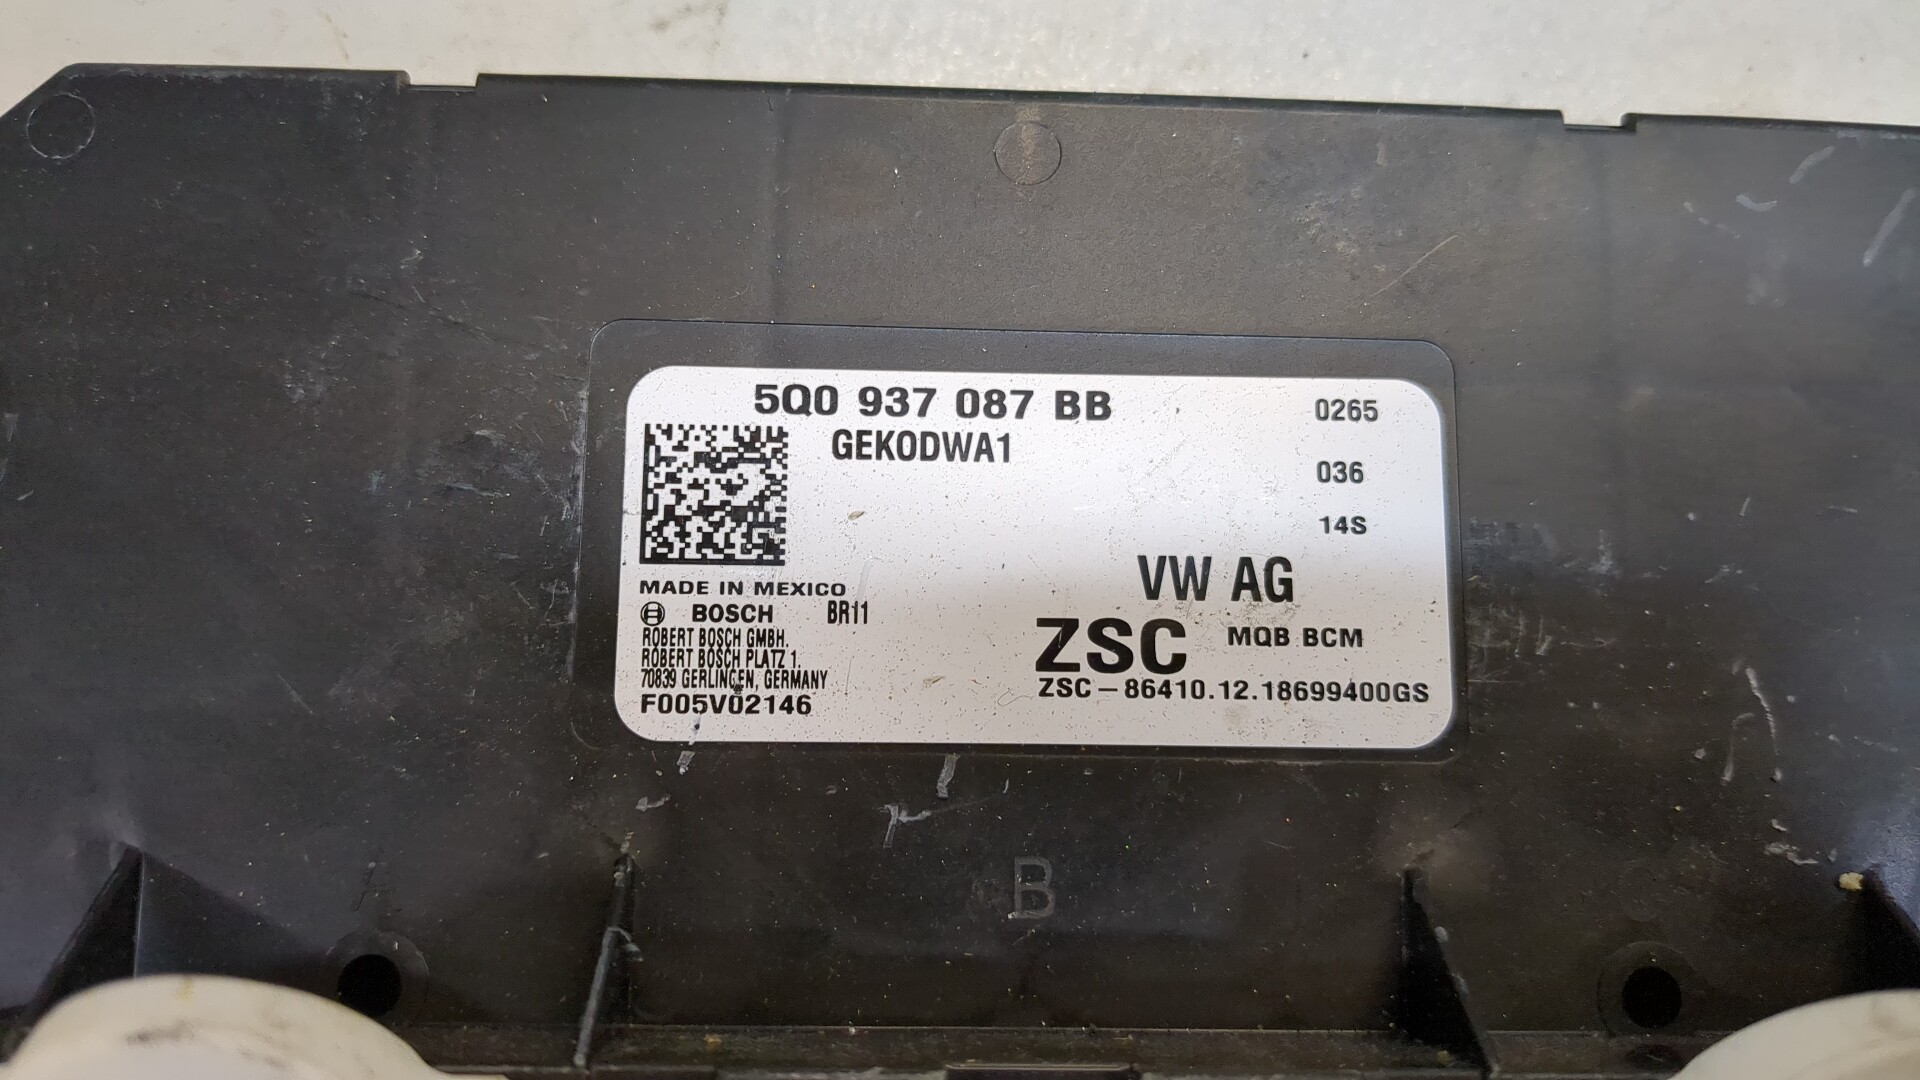 5Q0 937 087 BB
0265
GEKODWA1
036
14S
VW AG
MADE IN MEXICO
BOSCH BR11
ZSC MQB BCM
ROBERT BOSCH GMBH.
ROBERT BOSCH PLATZ 1.
70839 GERLINGEN, GERMANY
ZSC-86410.12.18699400GS
F005V02146
B